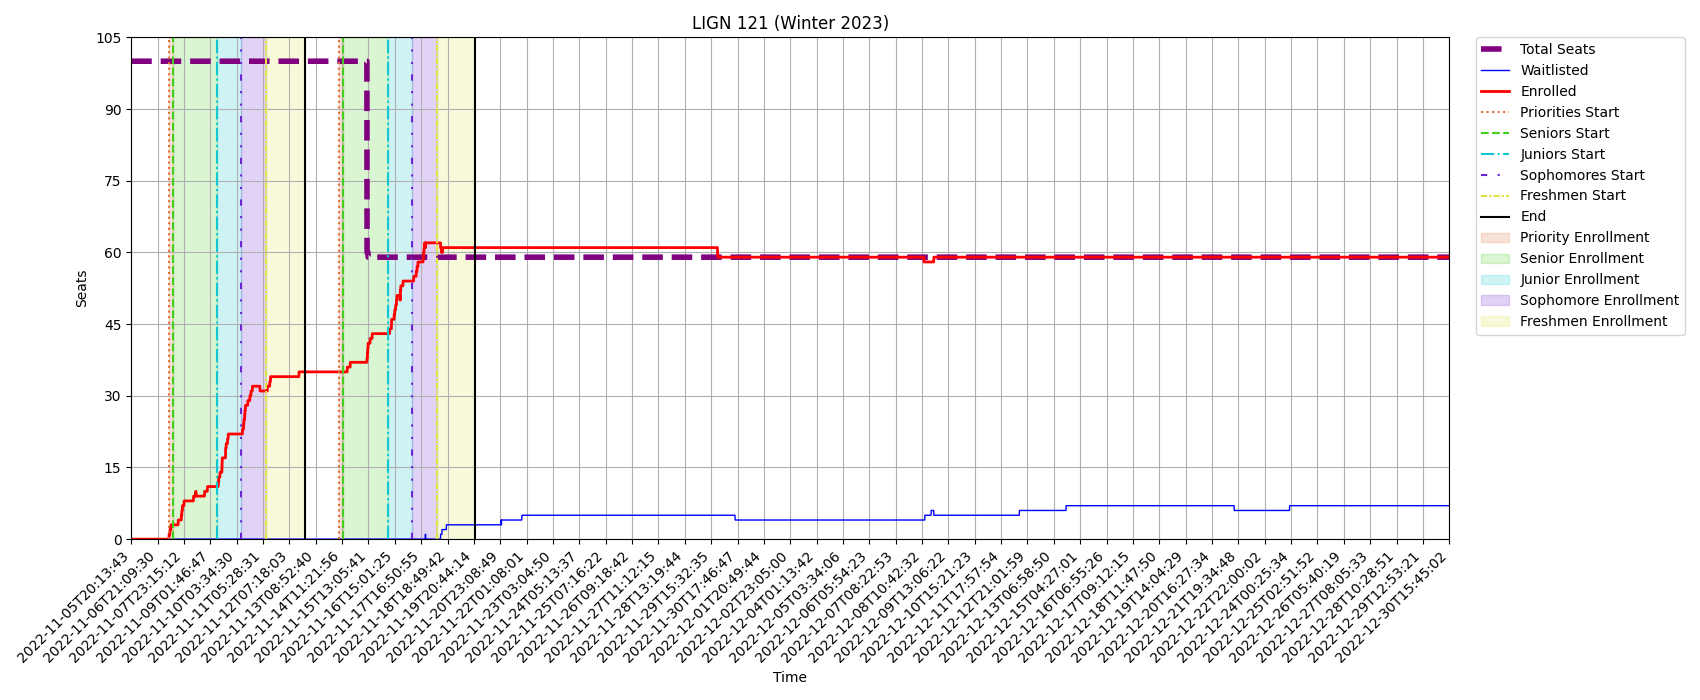 LIGN 121 (Winter 2023)
105
90
75
60
45
30
15
0
Seats
2022-11-05T20:13:43
2022-11-06T21:09:30
2022-11-07T23:15:12
2022-11-09T01:46:47
2022-11-10T03:34:30
2022-11-11T05:28:31
2022-11-12T07:18:03
2022-11-13T08:52:40
2022-11-14T11:21:56
2022-11-15T13:05:41
2022-11-16T15:01:25
2022-11-17T16:50:55
2022-11-18T18:49:42
2022-11-19T20:44:14
2022-11-20T23:08:49
2022-11-22T01:08:01
2022-11-23T03:04:50
2022-11-24T05:13:37
2022-11-25T07:16:22
2022-11-26T09:18:42
2022-11-27T11:12:15
2022-11-28T13:19:44
2022-11-29T15:32:35
2022-11-30T17:46:47
2022-12-01T20:49:44
2022-12-02T23:05:00
2022-12-04T01:13:42
2022-12-05T03:34:06
2022-12-06T05:54:23
2022-12-07T08:22:53
2022-12-08T10:42:32
2022-12-09T13:06:22
2022-12-10T15:21:23
2022-12-11T17:57:54
2022-12-12T21:01:59
2022-12-13T06:58:50
2022-12-15T04:27:01
2022-12-16T06:55:26
2022-12-17T09:12:15
2022-12-18T11:47:50
2022-12-19T14:04:29
2022-12-20T16:27:34
2022-12-21T19:34:48
2022-12-22T22:00:02
2022-12-24T00:25:34
2022-12-25T02:51:52
2022-12-26T05:40:19
2022-12-27T08:05:33
2022-12-28T10:28:51
2022-12-29T12:53:21
2022-12-30T15:45:02
Time
Total Seats
Waitlisted
Enrolled
Priorities Start
Seniors Start
Juniors Start
Sophomores Start
Freshmen Start
End
Priority Enrollment
Senior Enrollment
Junior Enrollment
Sophomore Enrollment
Freshmen Enrollment